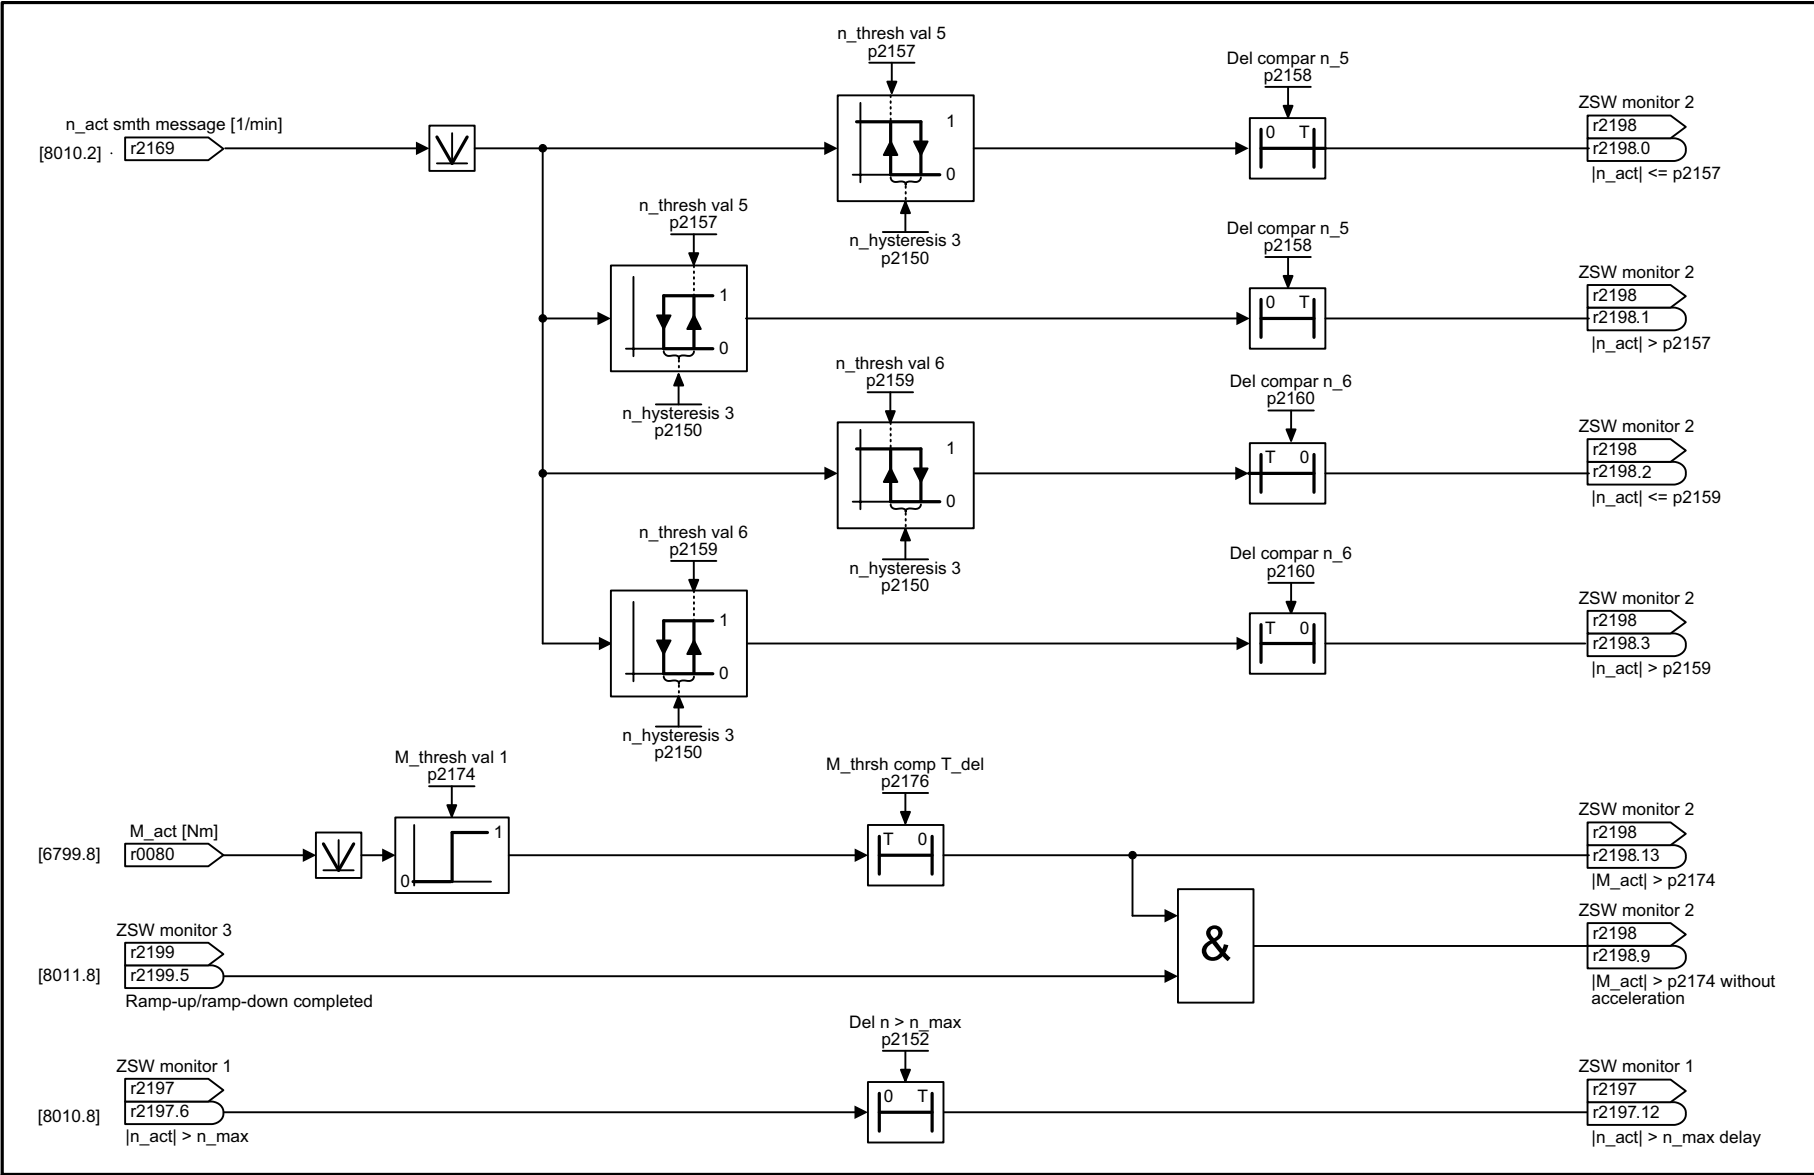 n_thresh val 5
p2157
Del compar n_5
p2158
ZSW monitor 2
r2198
r2198.0
|n_act| <= p2157
n_act smth message [1/min]
[8010.2] · r2169
1
0
0 T
n_hysteresis 3
p2150
n_thresh val 5
p2157
Del compar n_5
p2158
ZSW monitor 2
r2198
r2198.1
|n_act| > p2157
1
0
0 T
n_hysteresis 3
p2150
n_thresh val 6
p2159
Del compar n_6
p2160
ZSW monitor 2
r2198
r2198.2
|n_act| <= p2159
1
0
T 0
n_hysteresis 3
p2150
n_thresh val 6
p2159
Del compar n_6
p2160
ZSW monitor 2
r2198
r2198.3
|n_act| > p2159
1
0
T 0
n_hysteresis 3
p2150
M_thresh val 1
p2174
M_thrsh comp T_del
p2176
ZSW monitor 2
r2198
r2198.13
|M_act| > p2174
M_act [Nm]
[6799.8] r0080
1
0
T 0
ZSW monitor 2
r2198
r2198.9
|M_act| > p2174 without
acceleration
&
ZSW monitor 3
r2199
[8011.8] r2199.5
Ramp-up/ramp-down completed
Del n > n_max
p2152
ZSW monitor 1
r2197
[8010.8] r2197.6
|n_act| > n_max
0 T
ZSW monitor 1
r2197
r2197.12
|n_act| > n_max delay